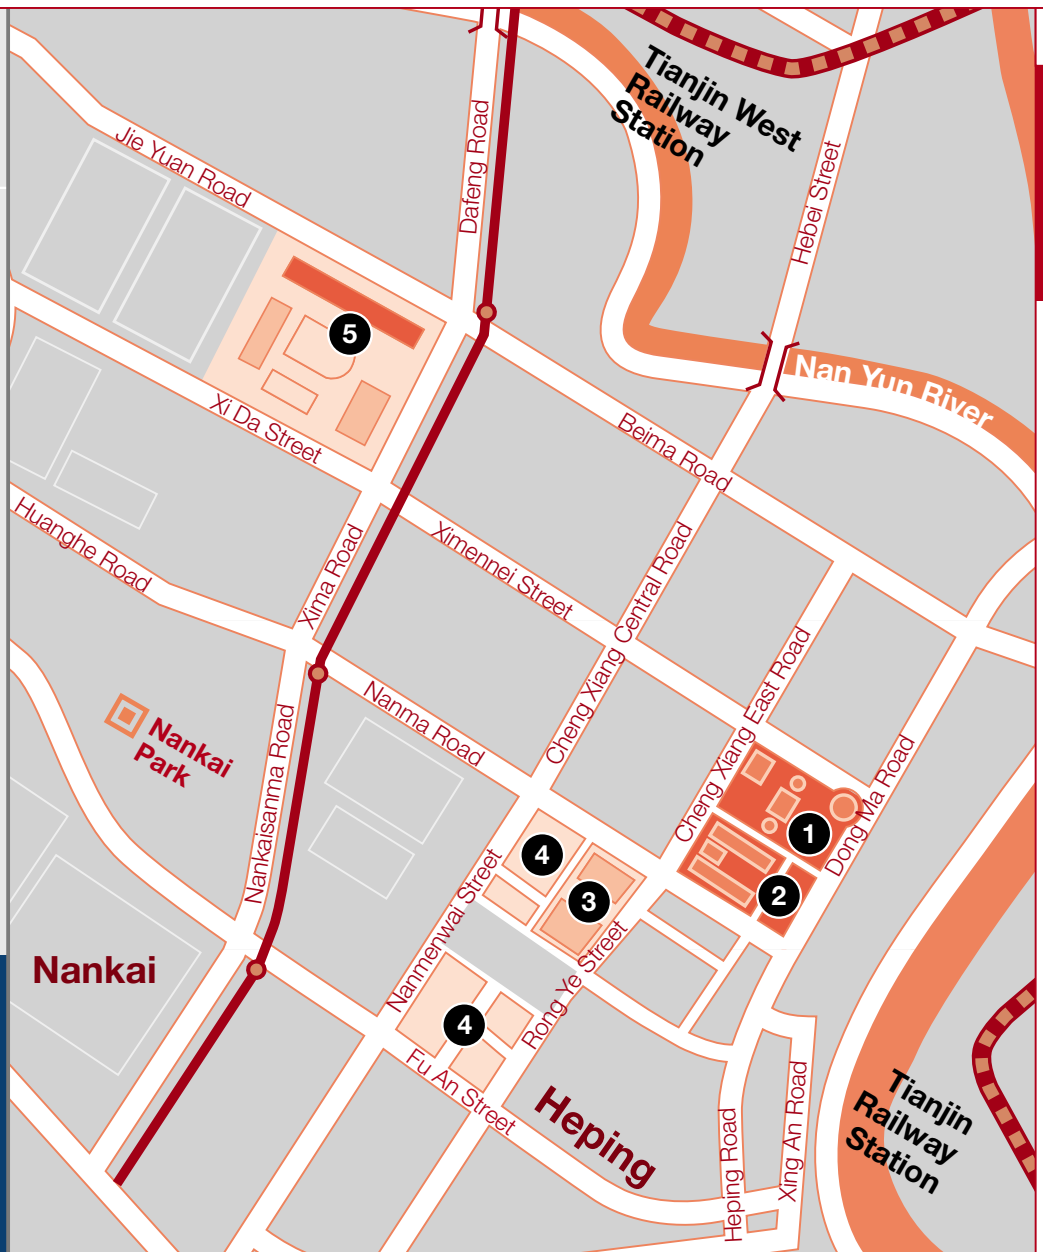 Tianjin West
Railway
Station
Jie Yuan Road
Dafeng Road
Hebei Street
5
Nan Yun River
Xi Da Street
Beima Road
Huanghe Road
Xima Road
Ximennei Street
Cheng Xiang Central Road
Cheng Xiang East Road
Nanma Road
Nankai
Park
Nankaisanma Road
Dong Ma Road
1
4
2
3
Nanmenwai Street
Rong Ye Street
Nankai
4
Fu An Street
Heping
Heping Road
Xing An Road
Tianjin
Railway
Station